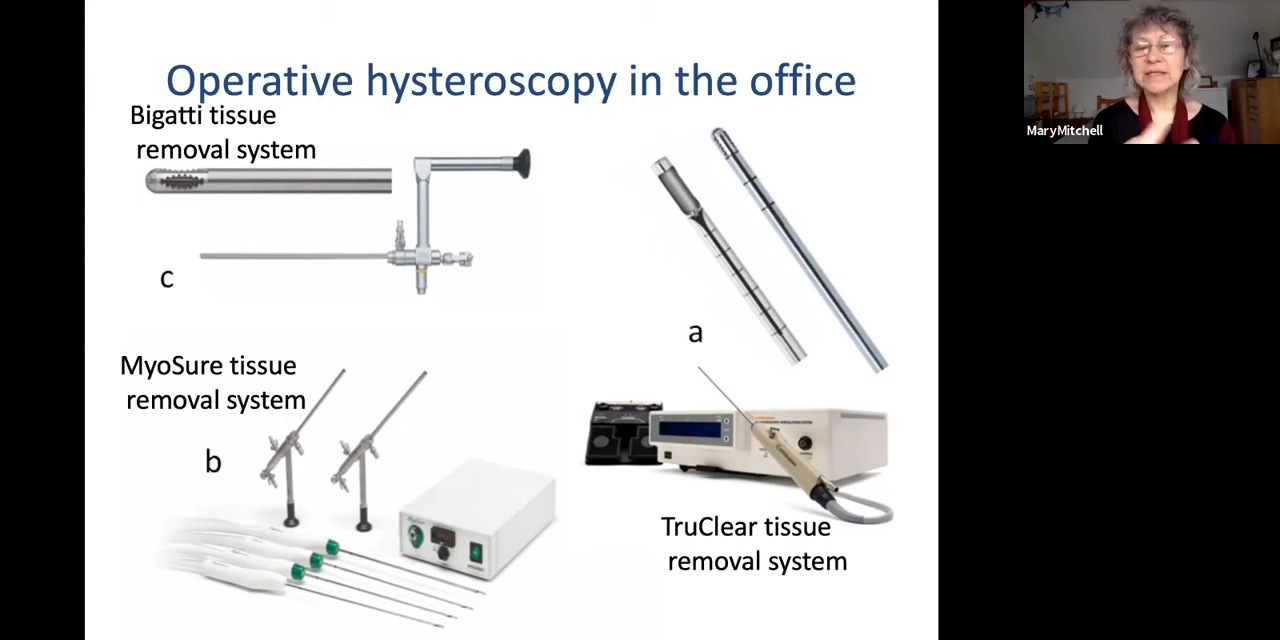 Operative hysteroscopy in the office
Bigatti tissue
removal system
c
a
MyoSure tissue
removal system
b
TruClear tissue
removal system
MaryMitchell